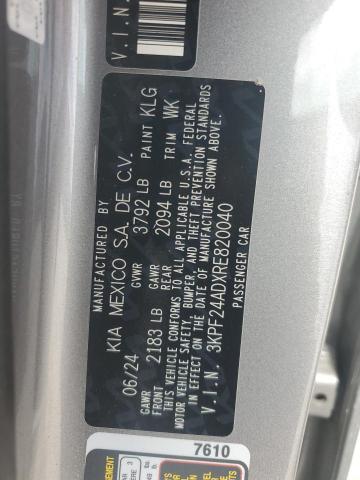 V.I.N.
MANUFACTURED BY
KIA MEXICO S.A. DE C.V.
06/24 GVWR 3792 LB PAINT KLG
GAWR FRONT 2183 LB GAWR REAR 2094 LB TRIM WK
THIS VEHICLE CONFORMS TO ALL APPLICABLE U.S.A. FEDERAL
MOTOR VEHICLE SAFETY, BUMPER, AND THEFT PREVENTION STANDARDS
IN EFFECT ON THE DATE OF MANUFACTURE SHOWN ABOVE.
V.I.N. 3KPF24ADXRE820040
PASSENGER CAR
7610